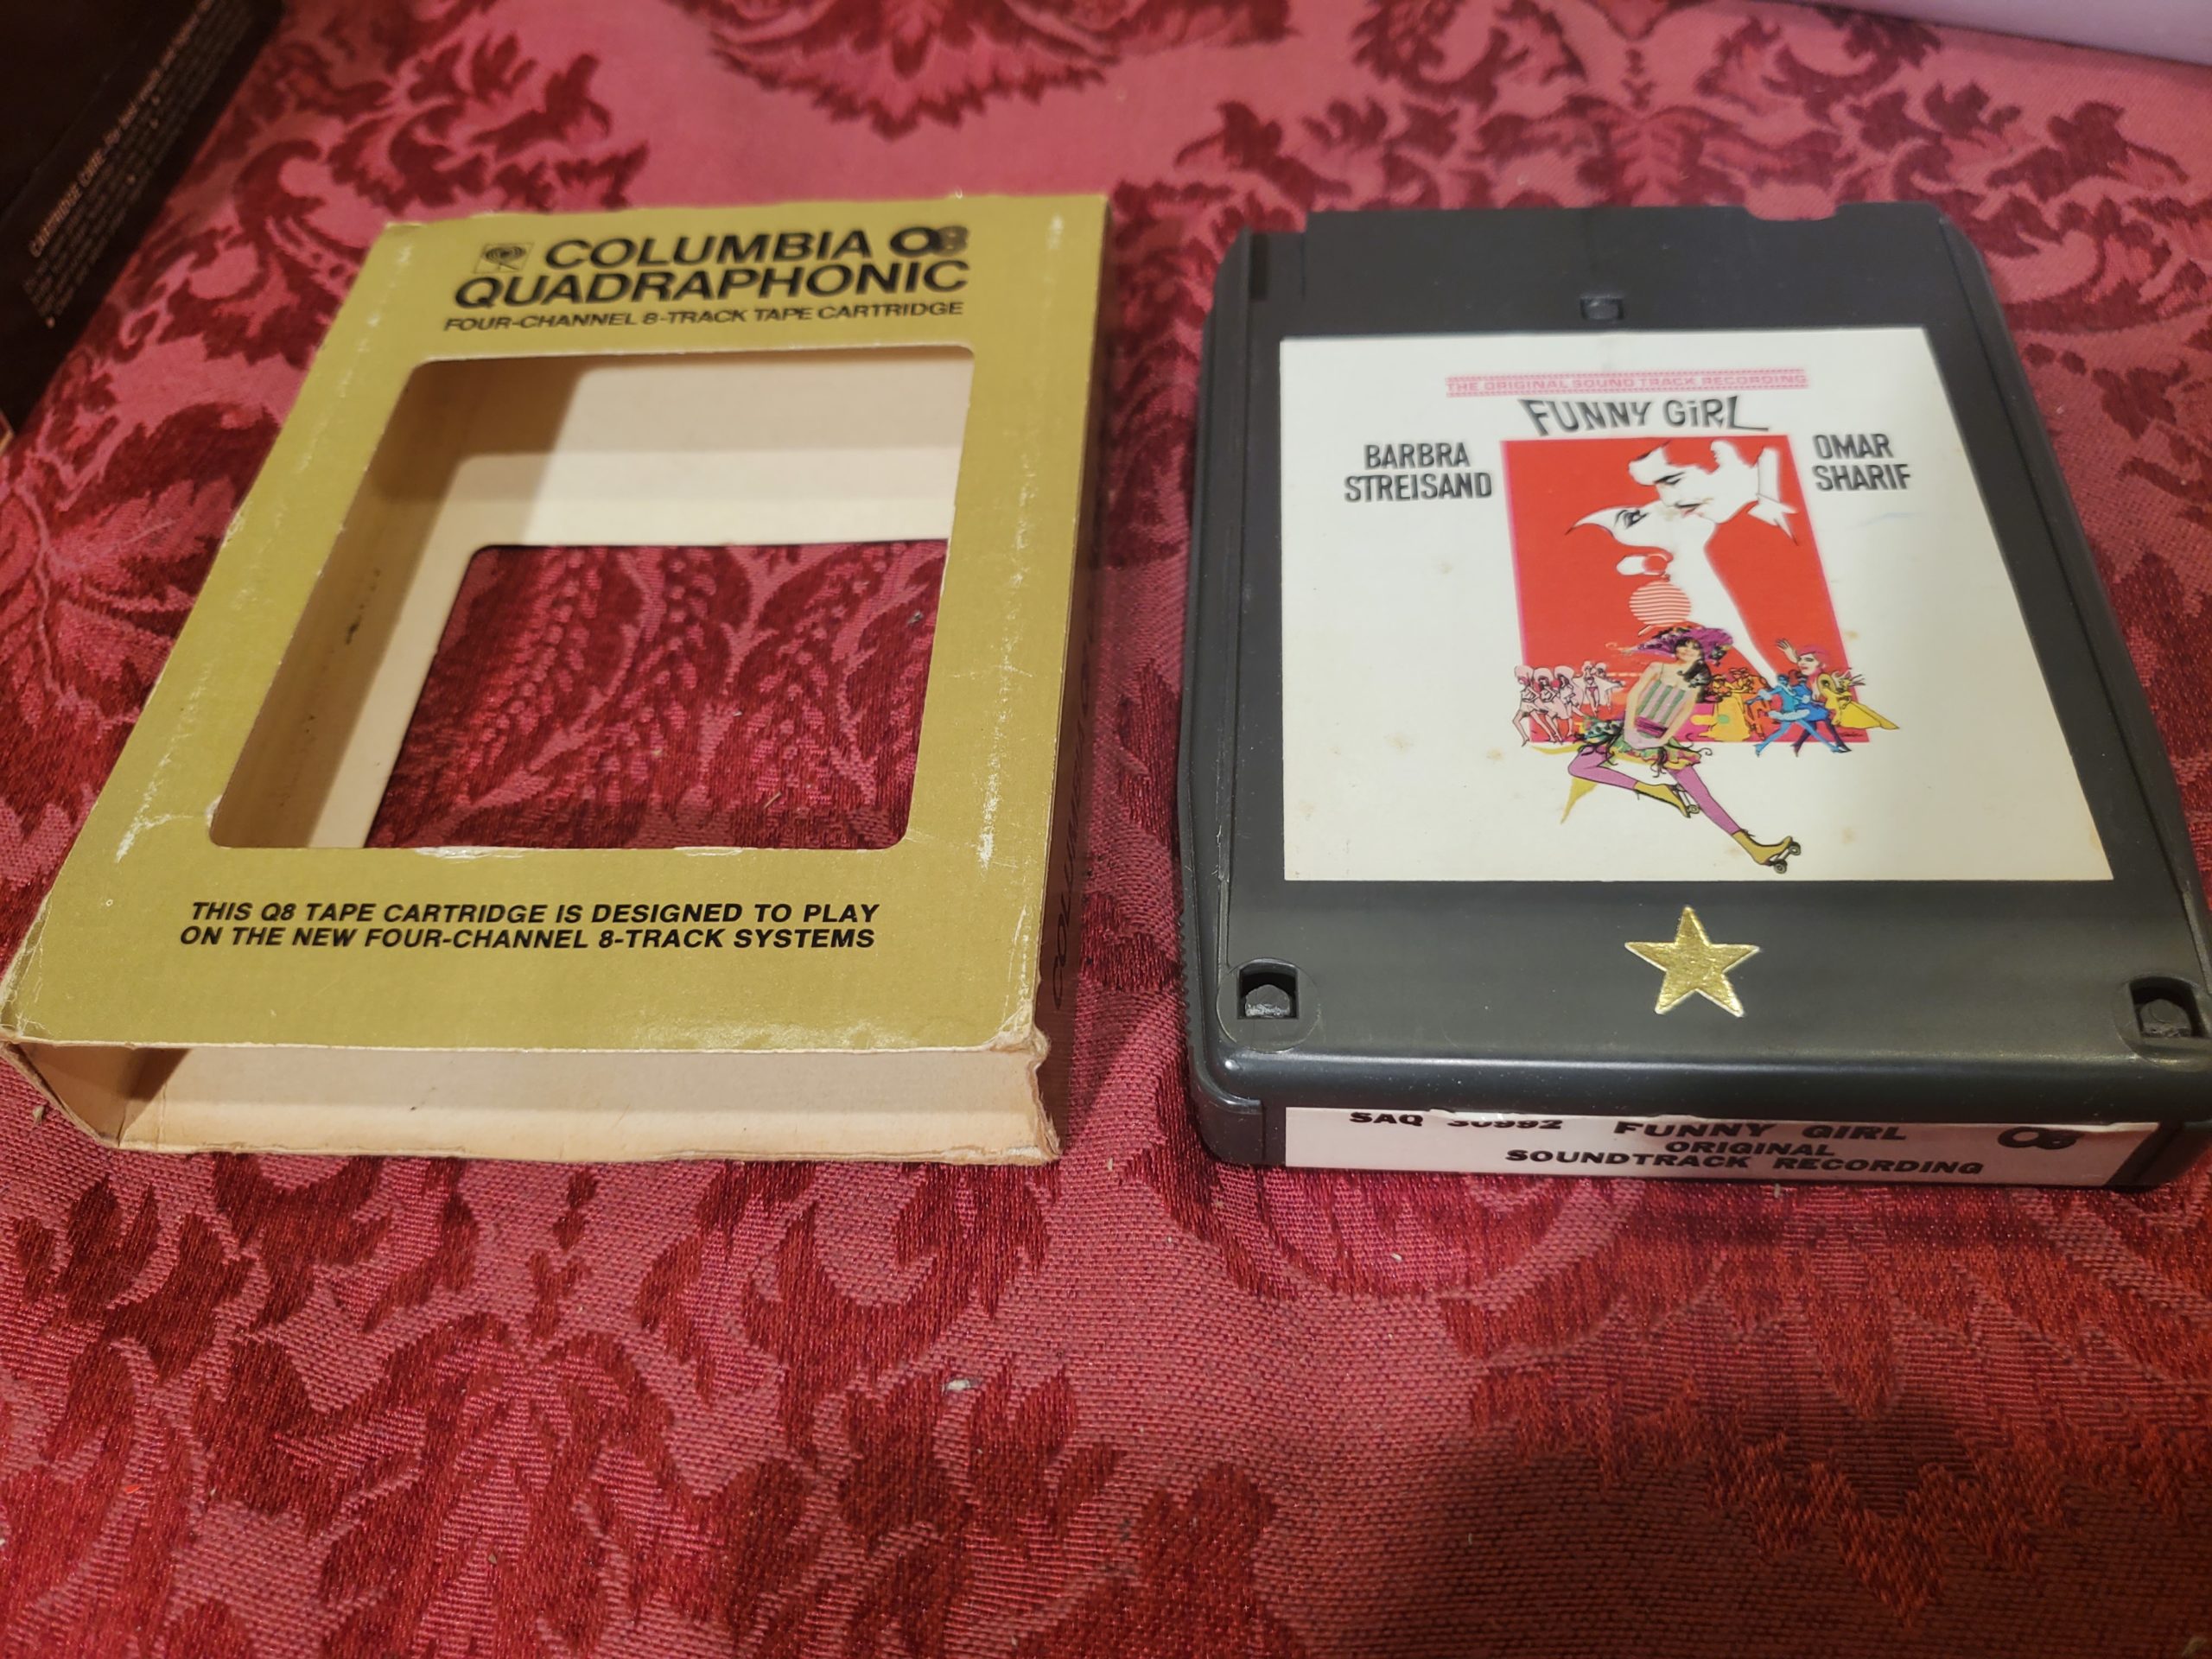 COLUMBIA Q8
QUADRAPHONIC
FOUR-CHANNEL 8-TRACK TAPE CARTRIDGE
THIS Q8 TAPE CARTRIDGE IS DESIGNED TO PLAY
ON THE NEW FOUR-CHANNEL 8-TRACK SYSTEMS
THE ORIGINAL SOUND TRACK RECORDING
FUNNY GiRL
BARBRA
STREISAND
OMAR
SHARIF
SAQ 30992 FUNNY GIRL Q8
ORIGINAL
SOUNDTRACK RECORDING